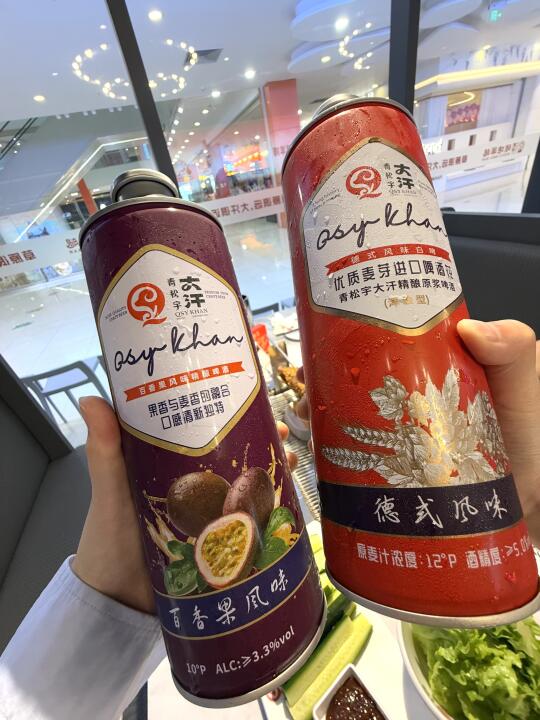 大汗
青松宇
QSY KHAN
Qsy Khan
百香果风味精酿啤酒
果香与麦香的融合
口感清新独特
百香果風味
10°P ALC:≥3.3%vol
大汗
青松宇
Qsy Khan
德式风味白啤
优质麦芽进口啤酒花
青松宇大汗精酿原浆啤酒
德式風味
原麦汁浓度:12°P 酒精度:≥5.0%